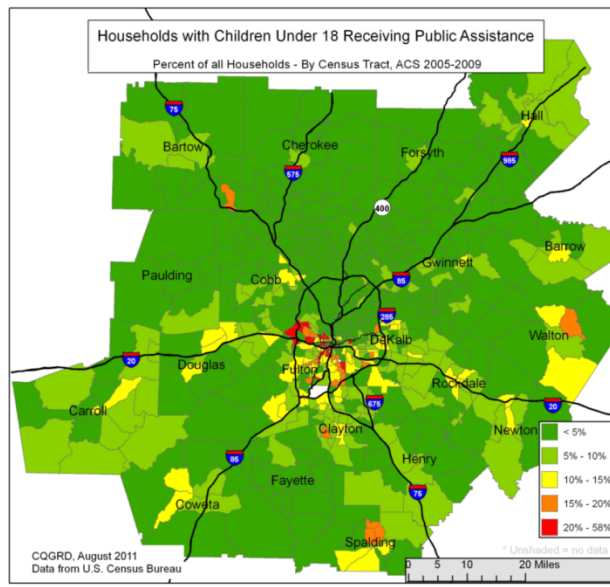 Households with Children Under 18 Receiving Public Assistance
Percent of all Households - By Census Tract, ACS 2005-2009
75
Hall
Bartow
Cherokee
Forsyth
985
575
400
Barrow
Gwinnett
Paulding
Cobb
85
285
DeKalb
Walton
20
Douglas
Fulton
Rockdale
Carroll
675
20
Newton
Clayton
85
Henry
Fayette
75
Coweta
Spalding
< 5%
5% - 10%
10% - 15%
15% - 20%
20% - 58%
* Unshaded = no data
CQGRD, August 2011
Data from U.S. Census Bureau
0 5 10 20 Miles